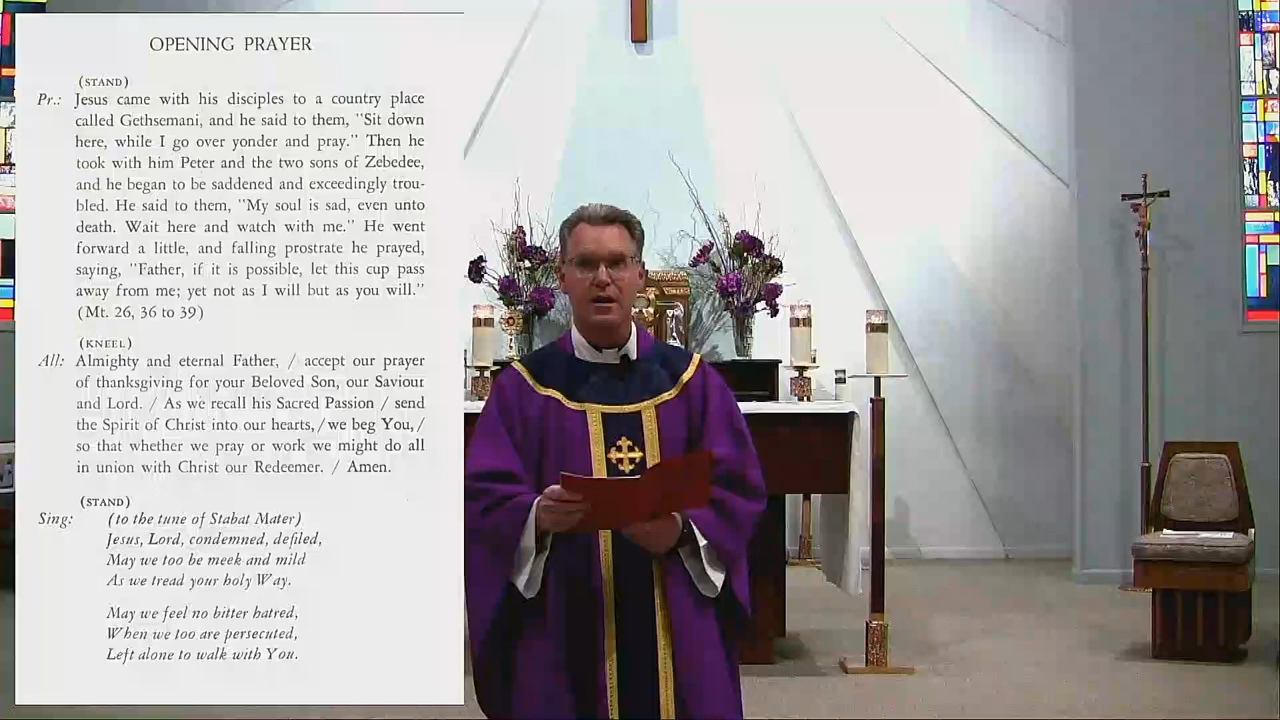 OPENING PRAYER
(STAND)
Pr.: Jesus came with his disciples to a country place
called Gethsemani, and he said to them, "Sit down
here, while I go over yonder and pray." Then he
took with him Peter and the two sons of Zebedee,
and he began to be saddened and exceedingly trou-
bled. He said to them, "My soul is sad, even unto
death. Wait here and watch with me." He went
forward a little, and falling prostrate he prayed,
saying, "Father, if it is possible, let this cup pass
away from me; yet not as I will but as you will."
(Mt. 26, 36 to 39)
(KNEEL)
All: Almighty and eternal Father, / accept our prayer
of thanksgiving for your Beloved Son, our Saviour
and Lord. / As we recall his Sacred Passion / send
the Spirit of Christ into our hearts, / we beg You, /
so that whether we pray or work we might do all
in union with Christ our Redeemer. / Amen.
(STAND)
Sing: (to the tune of Stabat Mater)
Jesus, Lord, condemned, defiled,
May we too be meek and mild
As we tread your holy Way.
May we feel no bitter hatred,
When we too are persecuted,
Left alone to walk with You.